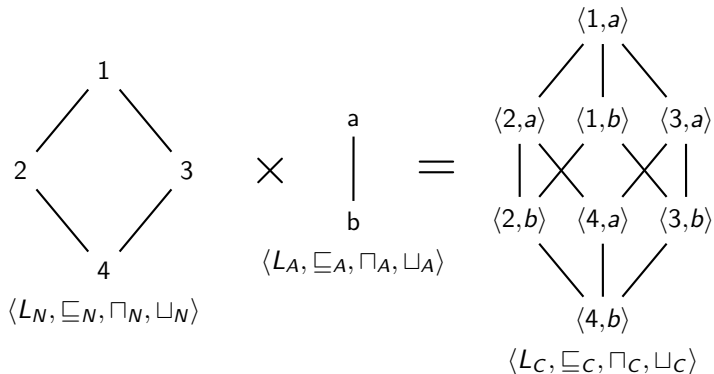 1
2 3
4
⟨L_N, ⊑_N, ⊓_N, ⊔_N⟩
×
a
b
⟨L_A, ⊑_A, ⊓_A, ⊔_A⟩
=
⟨1,a⟩
⟨2,a⟩ ⟨1,b⟩ ⟨3,a⟩
⟨2,b⟩ ⟨4,a⟩ ⟨3,b⟩
⟨4,b⟩
⟨L_C, ⊑_C, ⊓_C, ⊔_C⟩